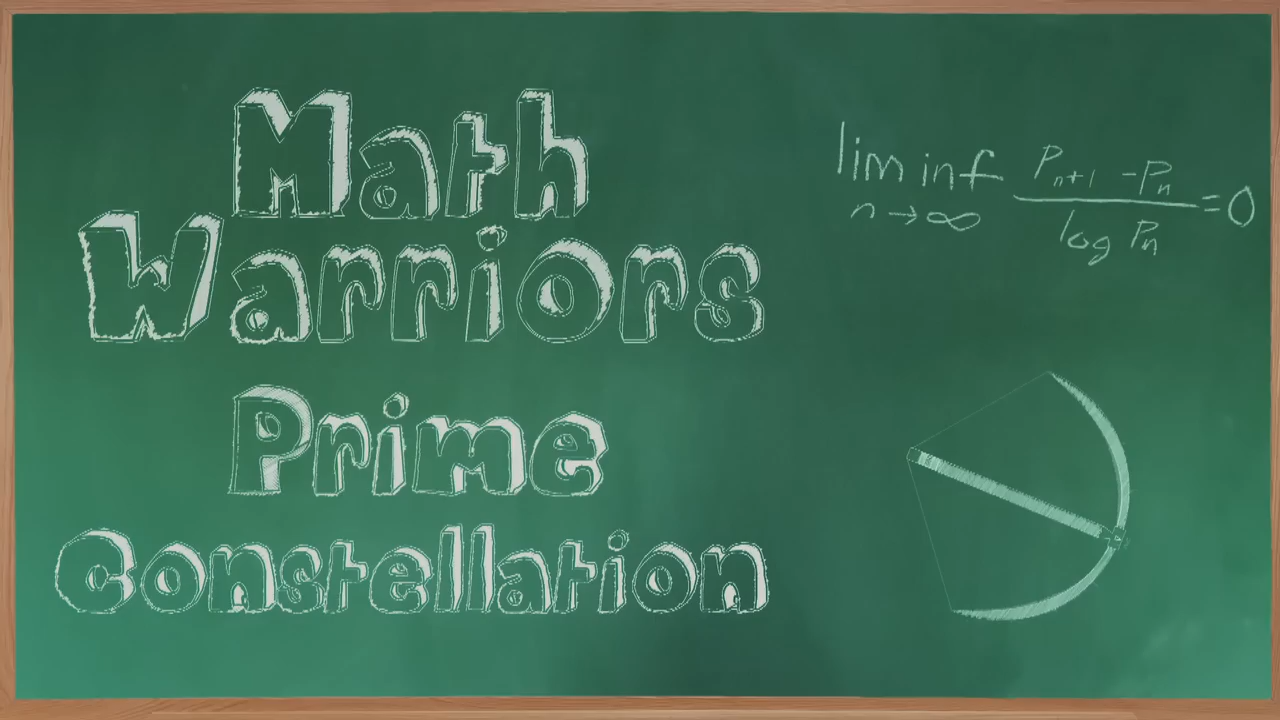 Math
Warriors
Prime
Constellation
lim inf P_{n+1} - P_n
n → ∞ log P_n = 0